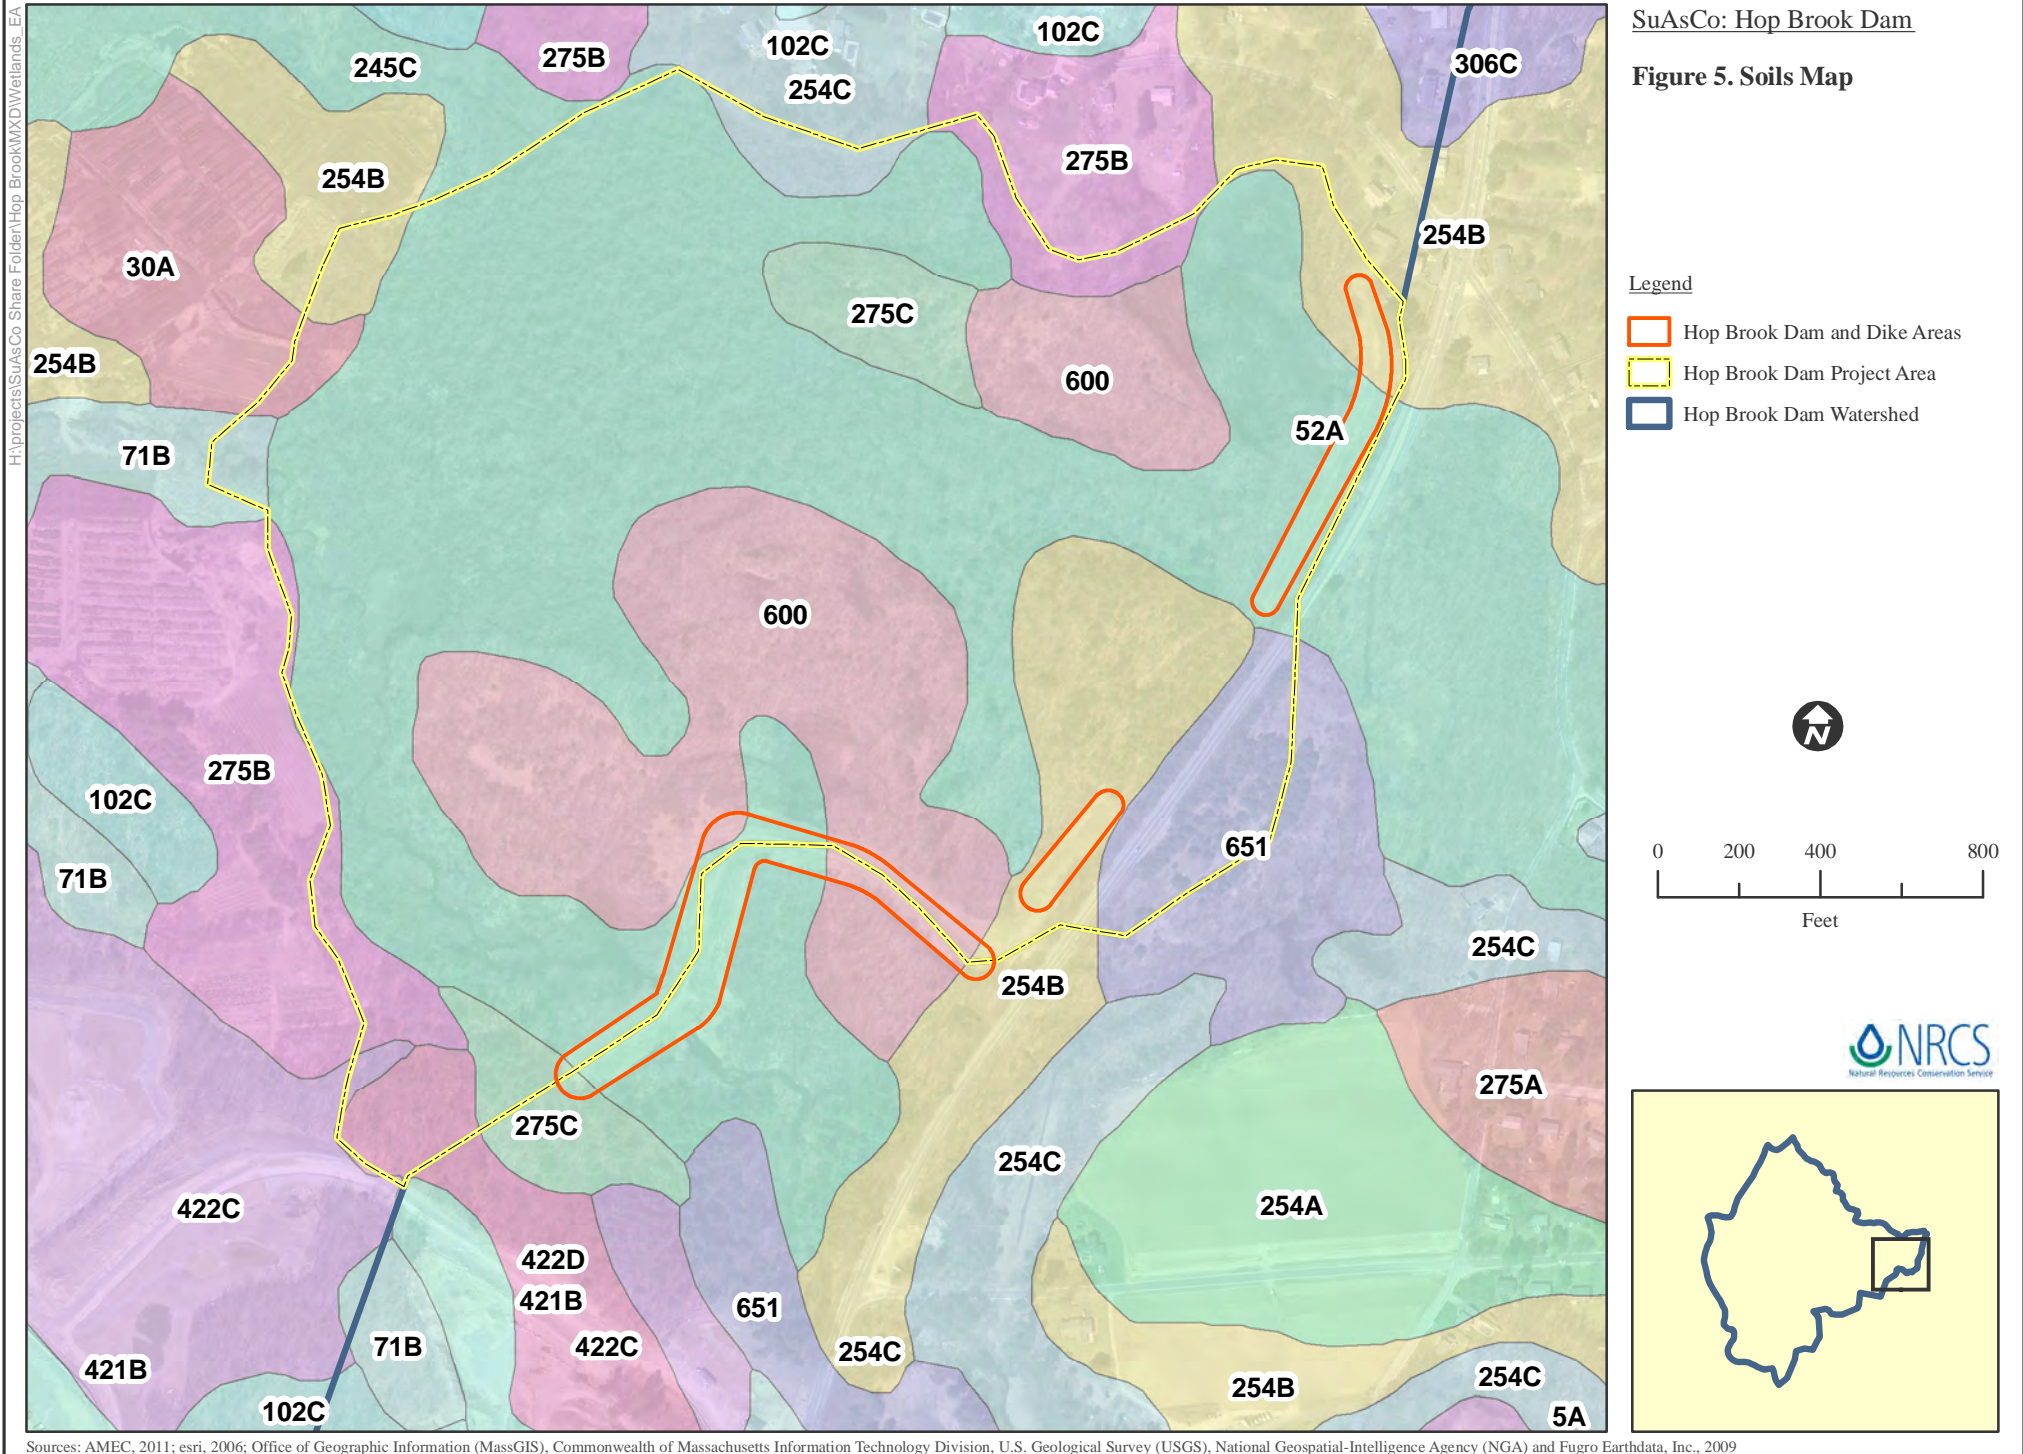 SuAsCo: Hop Brook Dam
Figure 5. Soils Map
H:\projects\SuAsCo Share Folder\Hop Brook\MXD\Wetlands_EA
245C
275B
102C
254C
102C
306C
254B
275B
254B
30A
275C
254B
600
52A
71B
600
275B
102C
71B
651
254C
254B
275A
275C
254C
254A
422C
422D
421B
651
422C
71B
254C
421B
254B
254C
102C
5A
Legend
Hop Brook Dam and Dike Areas
Hop Brook Dam Project Area
Hop Brook Dam Watershed
N
0 200 400 800
Feet
NRCS
Natural Resources Conservation Service
Sources: AMEC, 2011; esri, 2006; Office of Geographic Information (MassGIS), Commonwealth of Massachusetts Information Technology Division, U.S. Geological Survey (USGS), National Geospatial-Intelligence Agency (NGA) and Fugro Earthdata, Inc., 2009